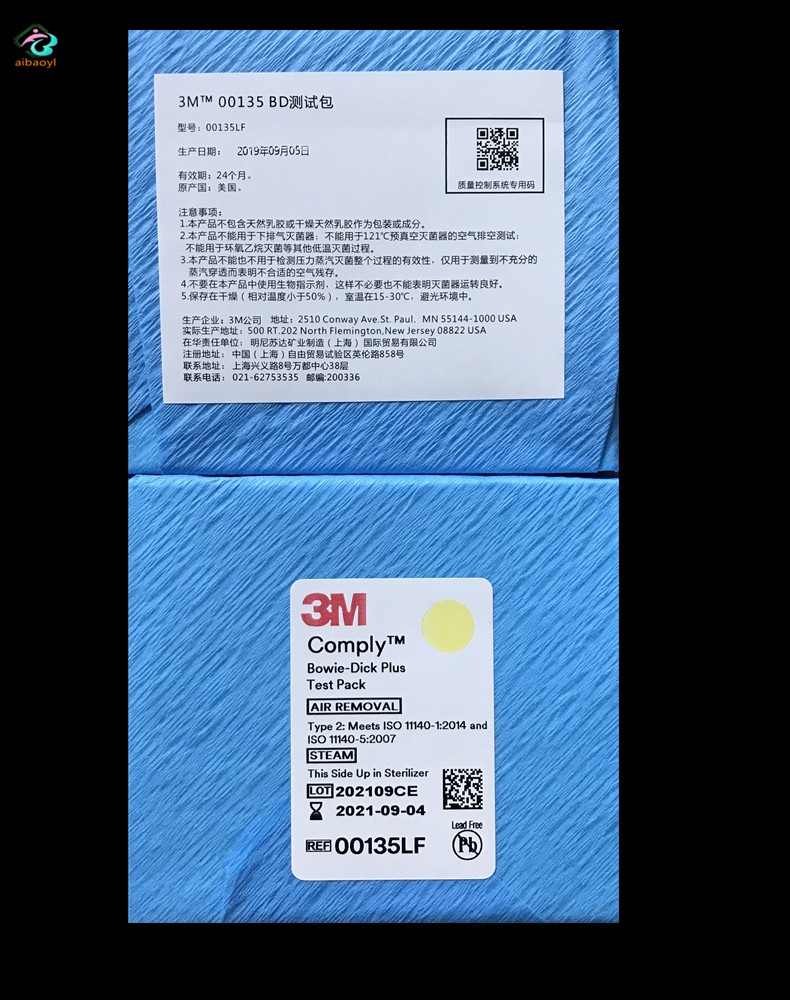 aibaoyl
3M™ 00135 BD测试包
型号：00135LF
生产日期： 2019年09月05日
有效期：24个月。
原产国：美国。
质量控制系统专用码
注意事项：
1.本产品不包含天然乳胶或干燥天然乳胶作为包装或成分。
2.本产品不能用于下排气灭菌器；不能用于121℃预真空灭菌器的空气排空测试；
不能用于环氧乙烷灭菌等其他低温灭菌过程。
3.本产品不能也不用于检测压力蒸汽灭菌整个过程的有效性，仅用于测量到不充分的
蒸汽穿透而表明不合适的空气残存。
4.不要在本产品中使用生物指示剂，这样不必要也不能表明灭菌器运转良好。
5.保存在干燥（相对温度小于50%），室温在15-30℃，避光环境中。
生产企业：3M公司 地址：2510 Conway Ave.St. Paul, MN 55144-1000 USA
实际生产地址：500 RT.202 North Flemington,New Jersey 08822 USA
在华责任单位：明尼苏达矿业制造（上海）国际贸易有限公司
注册地址：中国（上海）自由贸易试验区英伦路858号
联系地址：上海兴义路8号万都中心38层
联系电话：021-62753535 邮编:200336
3M
Comply™
Bowie-Dick Plus
Test Pack
AIR REMOVAL
Type 2: Meets ISO 11140-1:2014 and
ISO 11140-5:2007
STEAM
This Side Up in Sterilizer
LOT 202109CE
2021-09-04
Lead Free
Pb
REF 00135LF